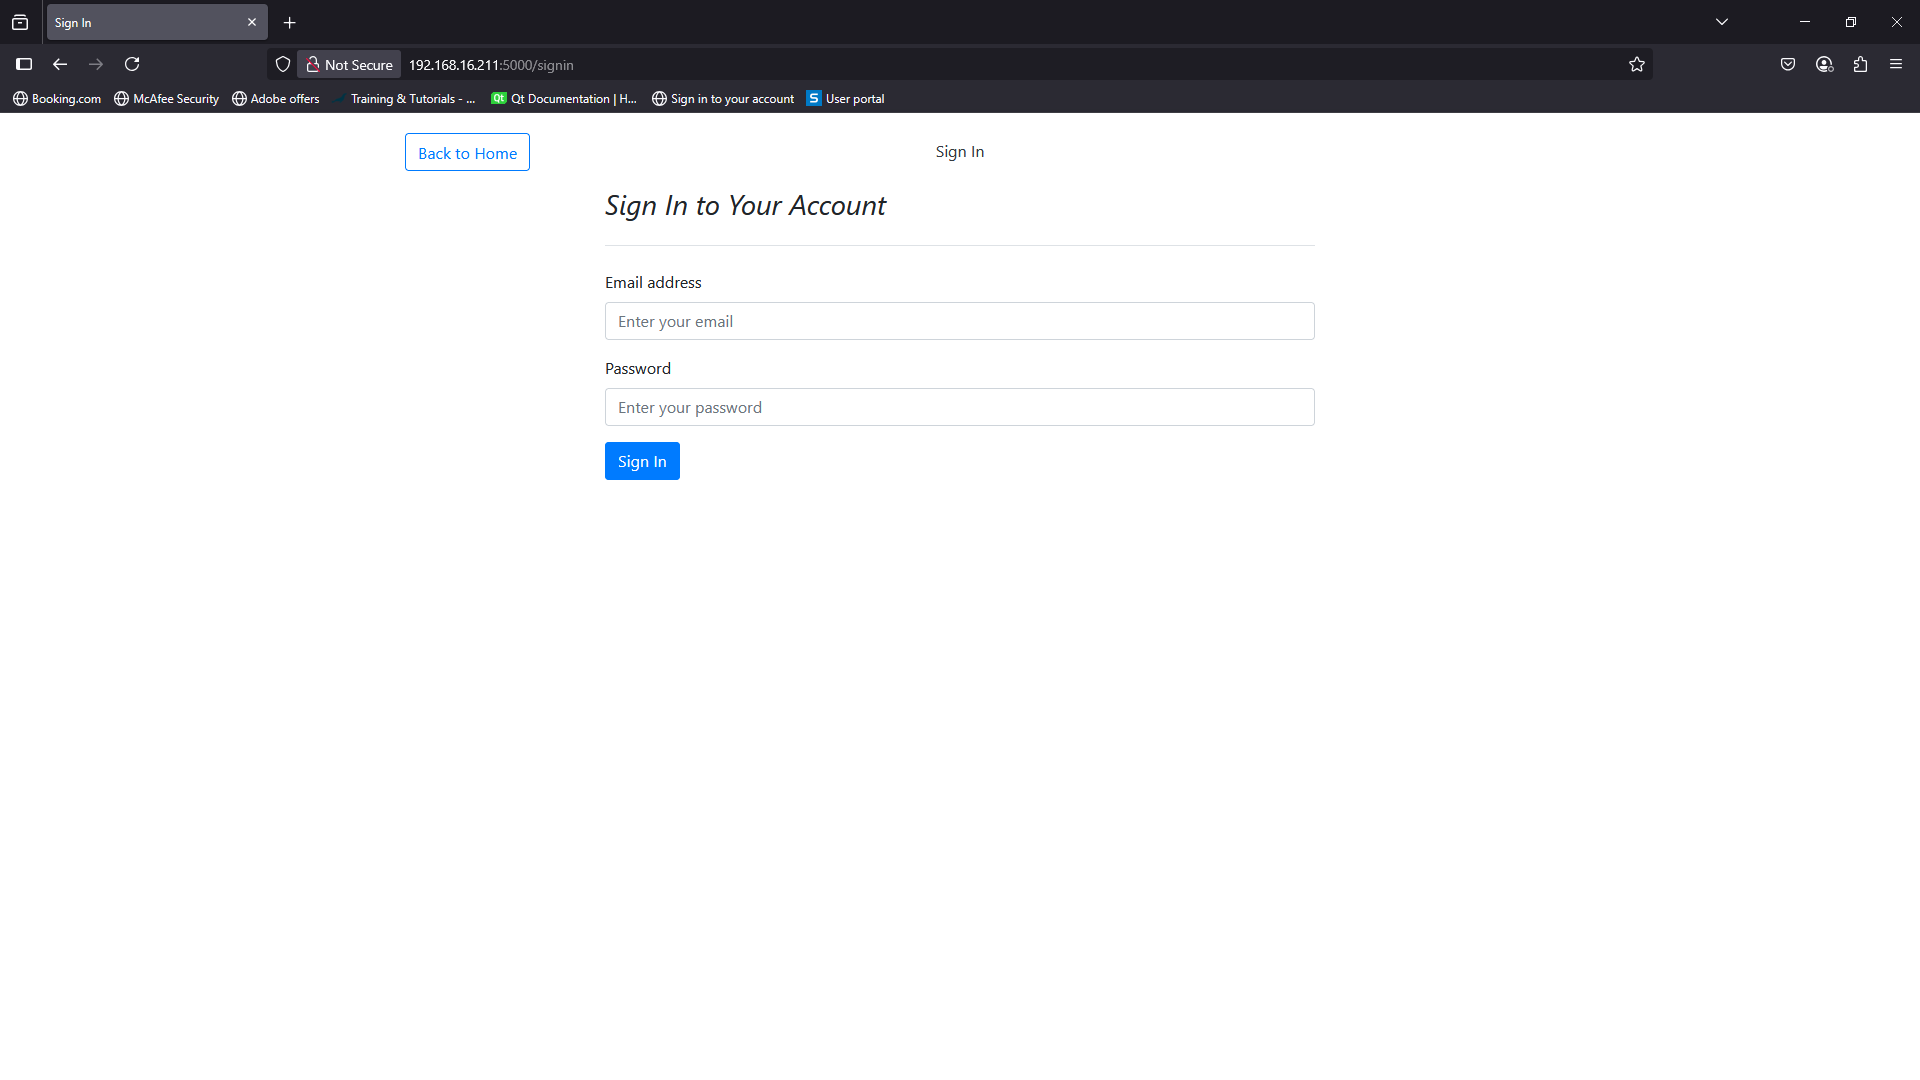 Sign In
Not Secure 192.168.16.211:5000/signin
Booking.com McAfee Security Adobe offers Training & Tutorials - ... Qt Documentation | H... Sign in to your account S User portal
Back to Home Sign In
Sign In to Your Account
Email address
Enter your email
Password
Enter your password
Sign In